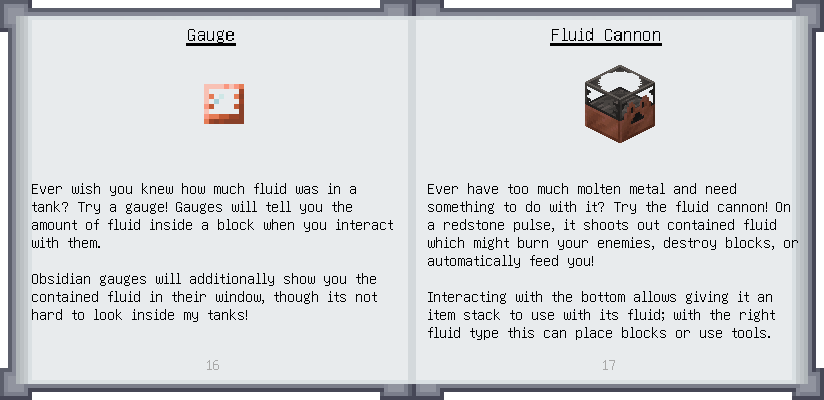 Gauge
Ever wish you knew how much fluid was in a
tank? Try a gauge! Gauges will tell you the
amount of fluid inside a block when you interact
with them.
Obsidian gauges will additionally show you the
contained fluid in their window, though its not
hard to look inside my tanks!
16
Fluid Cannon
Ever have too much molten metal and need
something to do with it? Try the fluid cannon! On
a redstone pulse, it shoots out contained fluid
which might burn your enemies, destroy blocks, or
automatically feed you!
Interacting with the bottom allows giving it an
item stack to use with its fluid; with the right
fluid type this can place blocks or use tools.
17